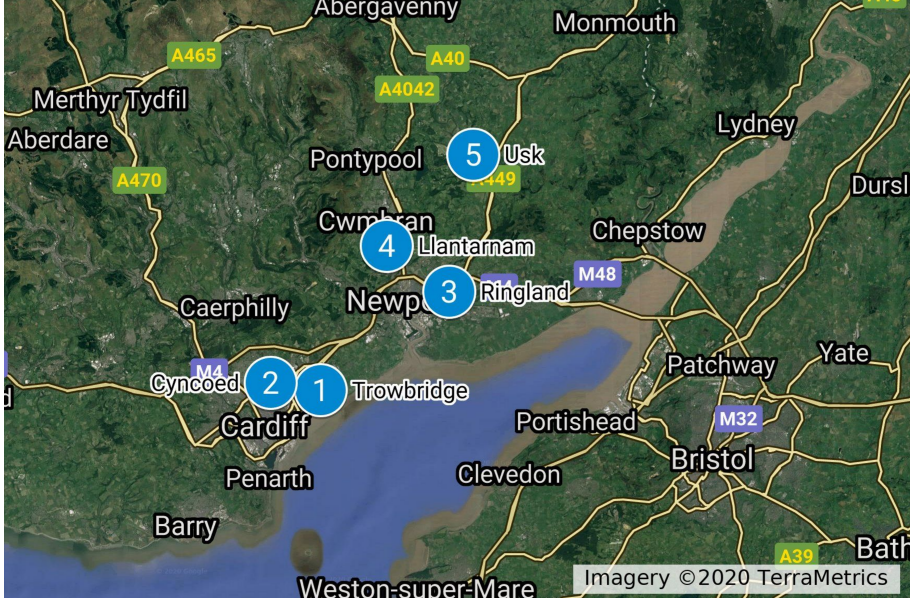 Abergavenny
Monmouth
A465
A40
A4042
Merthyr Tydfil
Aberdare
Lydney
Pontypool
5 Usk
A470
A449
Dursl
Cwmbran
Chepstow
4 Llantarnam
M48
3 Ringland
Newpo
Caerphilly
M4
Cyncoed 2
1 Trowbridge
Patchway
Yate
Cardiff
Portishead
M32
Bristol
Penarth
Clevedon
Barry
A39
Bath
Weston-super-Mare
Imagery ©2020 TerraMetrics